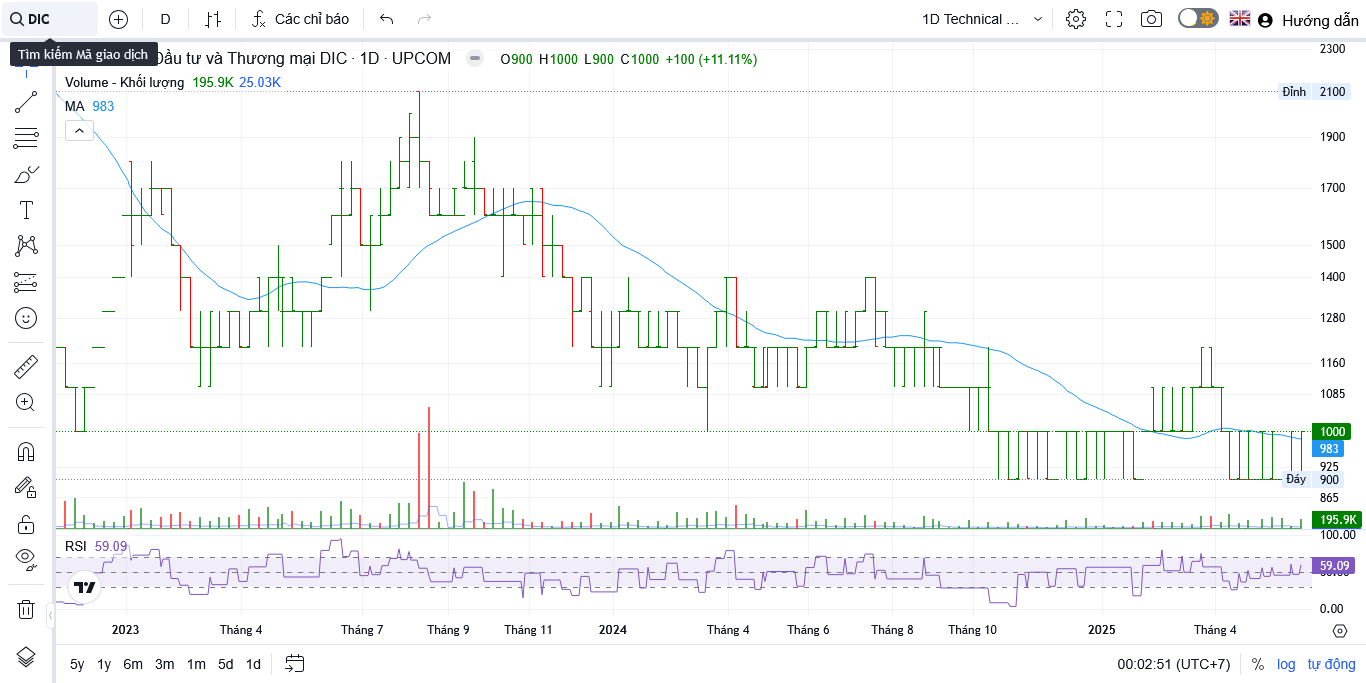 DIC
D
Các chỉ báo
1D Technical ...
Hướng dẫn
Tìm kiếm Mã giao dịch
Đầu tư và Thương mại DIC · 1D · UPCOM
O900 H1000 L900 C1000 +100 (+11.11%)
Volume - Khối lượng 195.9K 25.03K
MA 983
2300
Đỉnh 2100
1900
1700
1500
1400
1280
1160
1085
1000
983
925
Đáy 900
865
195.9K
RSI 59.09
100.00
59.09
0.00
2023 Tháng 4 Tháng 7 Tháng 9 Tháng 11 2024 Tháng 4 Tháng 6 Tháng 8 Tháng 10 2025 Tháng 4
5y 1y 6m 3m 1m 5d 1d
00:02:51 (UTC+7) % log tự động